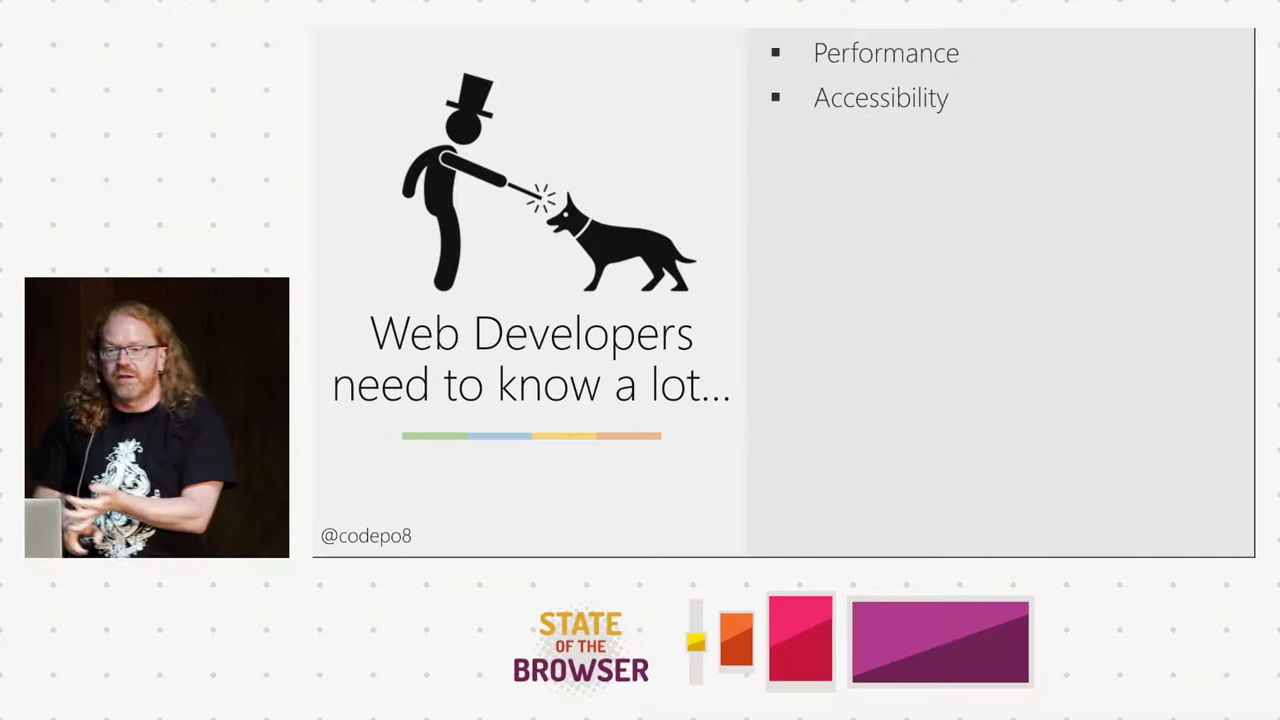 Performance
Accessibility
Web Developers
need to know a lot...
@codepo8
STATE
OF THE
BROWSER